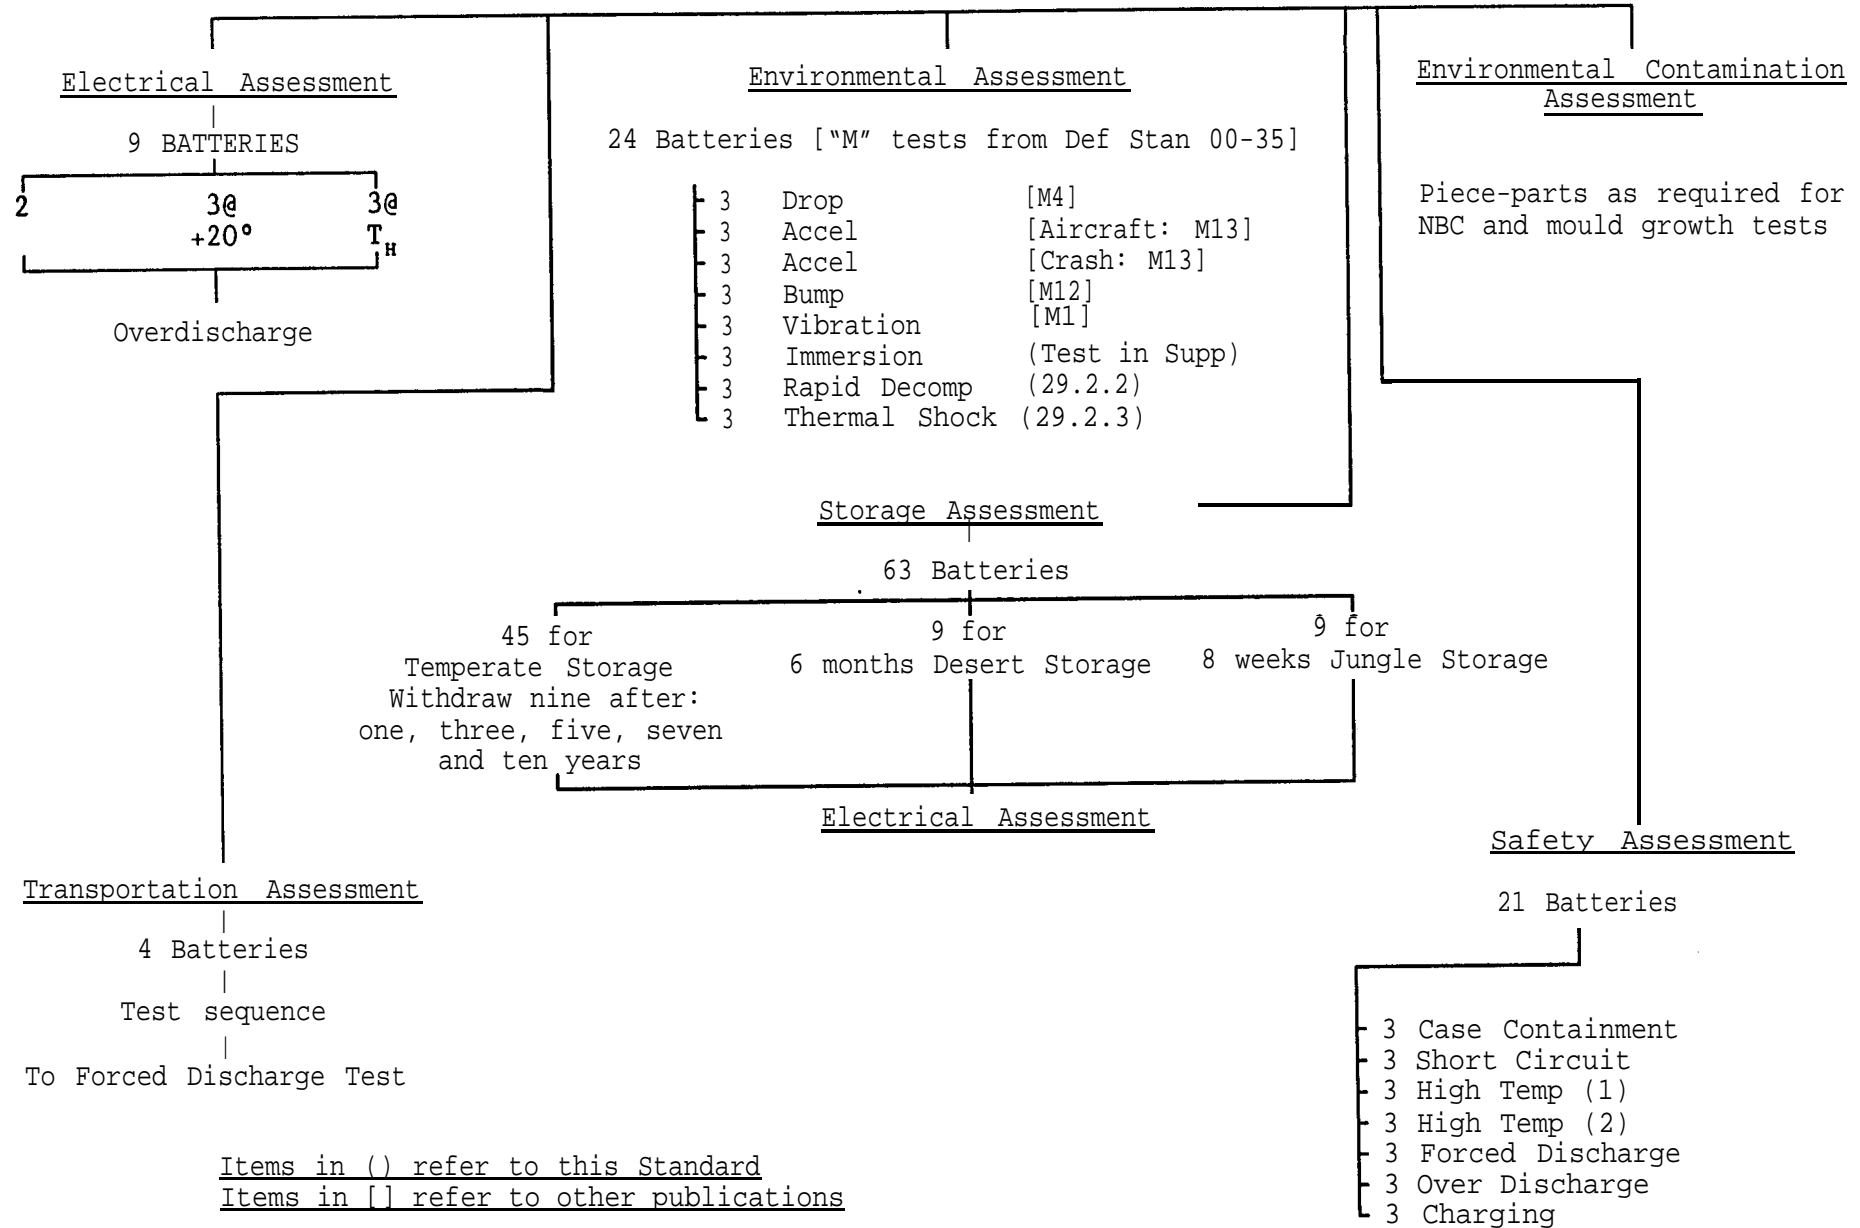 Electrical Assessment
9 BATTERIES
2 3@ 3@
+20° TH
Overdischarge
Environmental Assessment
24 Batteries ["M" tests from Def Stan 00-35]
3 Drop [M4]
3 Accel [Aircraft: M13]
3 Accel [Crash: M13]
3 Bump [M12]
3 Vibration [M1]
3 Immersion (Test in Supp)
3 Rapid Decomp (29.2.2)
3 Thermal Shock (29.2.3)
Environmental Contamination
Assessment
Piece-parts as required for
NBC and mould growth tests
Storage Assessment
63 Batteries
45 for
Temperate Storage
Withdraw nine after:
one, three, five, seven
and ten years
9 for
6 months Desert Storage
9 for
8 weeks Jungle Storage
Electrical Assessment
Transportation Assessment
4 Batteries
Test sequence
To Forced Discharge Test
Safety Assessment
21 Batteries
3 Case Containment
3 Short Circuit
3 High Temp (1)
3 High Temp (2)
3 Forced Discharge
3 Over Discharge
3 Charging
Items in () refer to this Standard
Items in [] refer to other publications